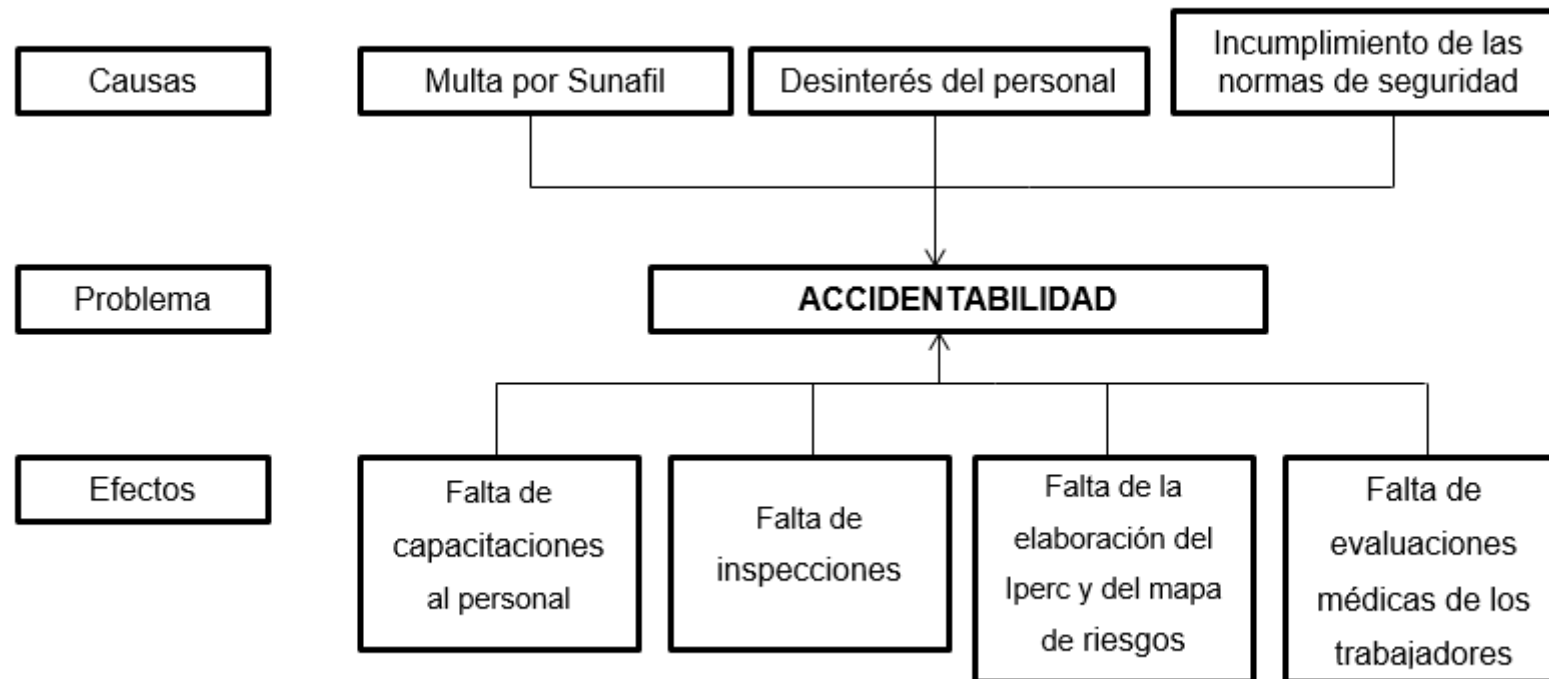 Causas
Multa por Sunafil
Desinterés del personal
Incumplimiento de las
normas de seguridad
Problema
ACCIDENTABILIDAD
Efectos
Falta de
capacitaciones
al personal
Falta de
inspecciones
Falta de la
elaboración del
Iperc y del mapa
de riesgos
Falta de
evaluaciones
médicas de los
trabajadores